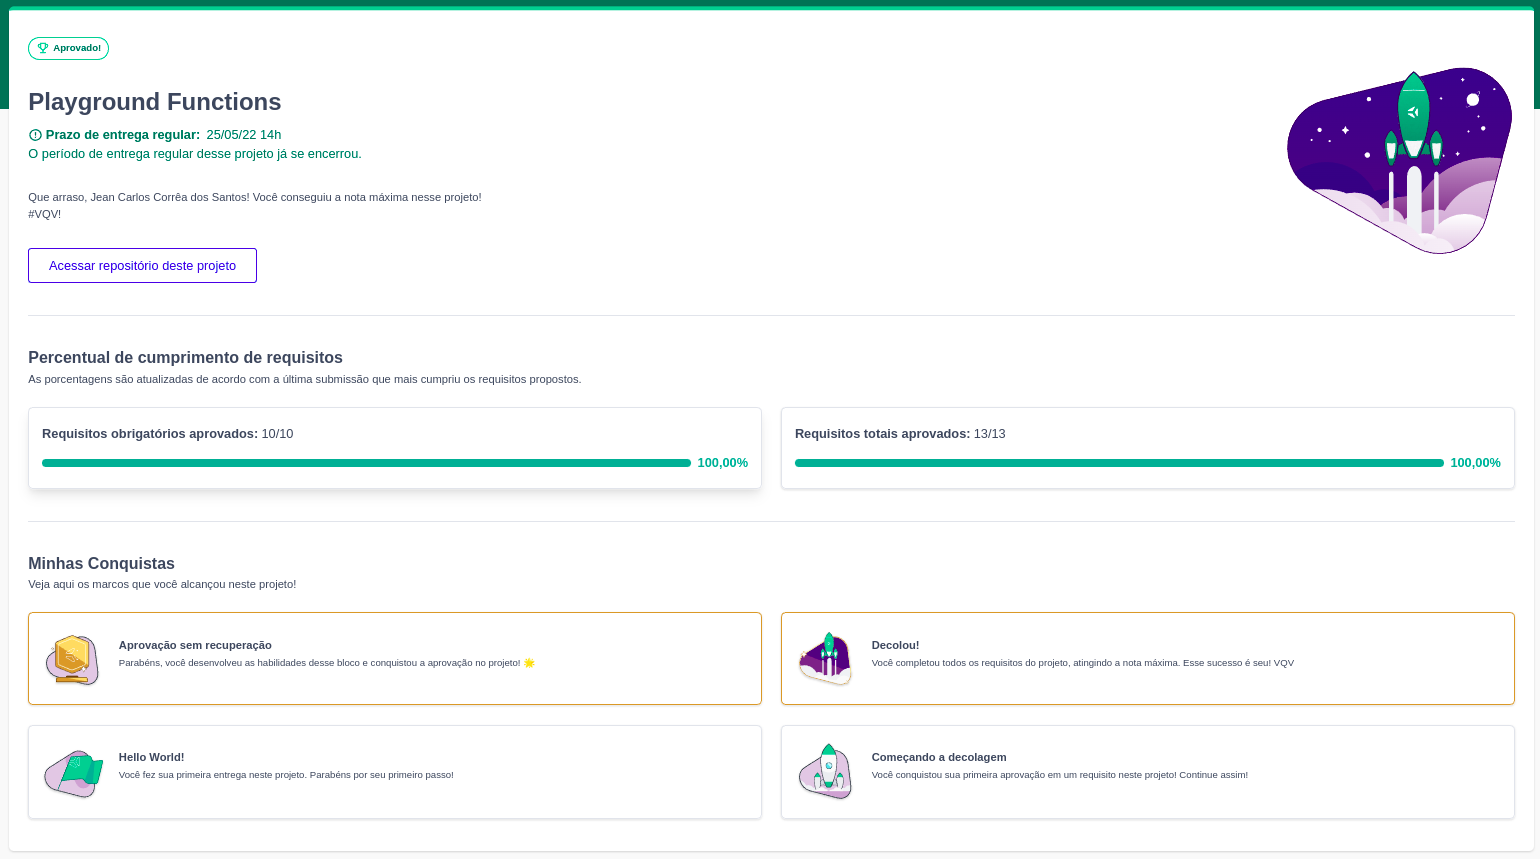 Aprovado!
Playground Functions
Prazo de entrega regular: 25/05/22 14h
O período de entrega regular desse projeto já se encerrou.
Que arraso, Jean Carlos Corrêa dos Santos! Você conseguiu a nota máxima nesse projeto!
#VQV!
Acessar repositório deste projeto
Percentual de cumprimento de requisitos
As porcentagens são atualizadas de acordo com a última submissão que mais cumpriu os requisitos propostos.
Requisitos obrigatórios aprovados: 10/10
100,00%
Requisitos totais aprovados: 13/13
100,00%
Minhas Conquistas
Veja aqui os marcos que você alcançou neste projeto!
Aprovação sem recuperação
Parabéns, você desenvolveu as habilidades desse bloco e conquistou a aprovação no projeto! 🌟
Decolou!
Você completou todos os requisitos do projeto, atingindo a nota máxima. Esse sucesso é seu! VQV
Hello World!
Você fez sua primeira entrega neste projeto. Parabéns por seu primeiro passo!
Começando a decolagem
Você conquistou sua primeira aprovação em um requisito neste projeto! Continue assim!